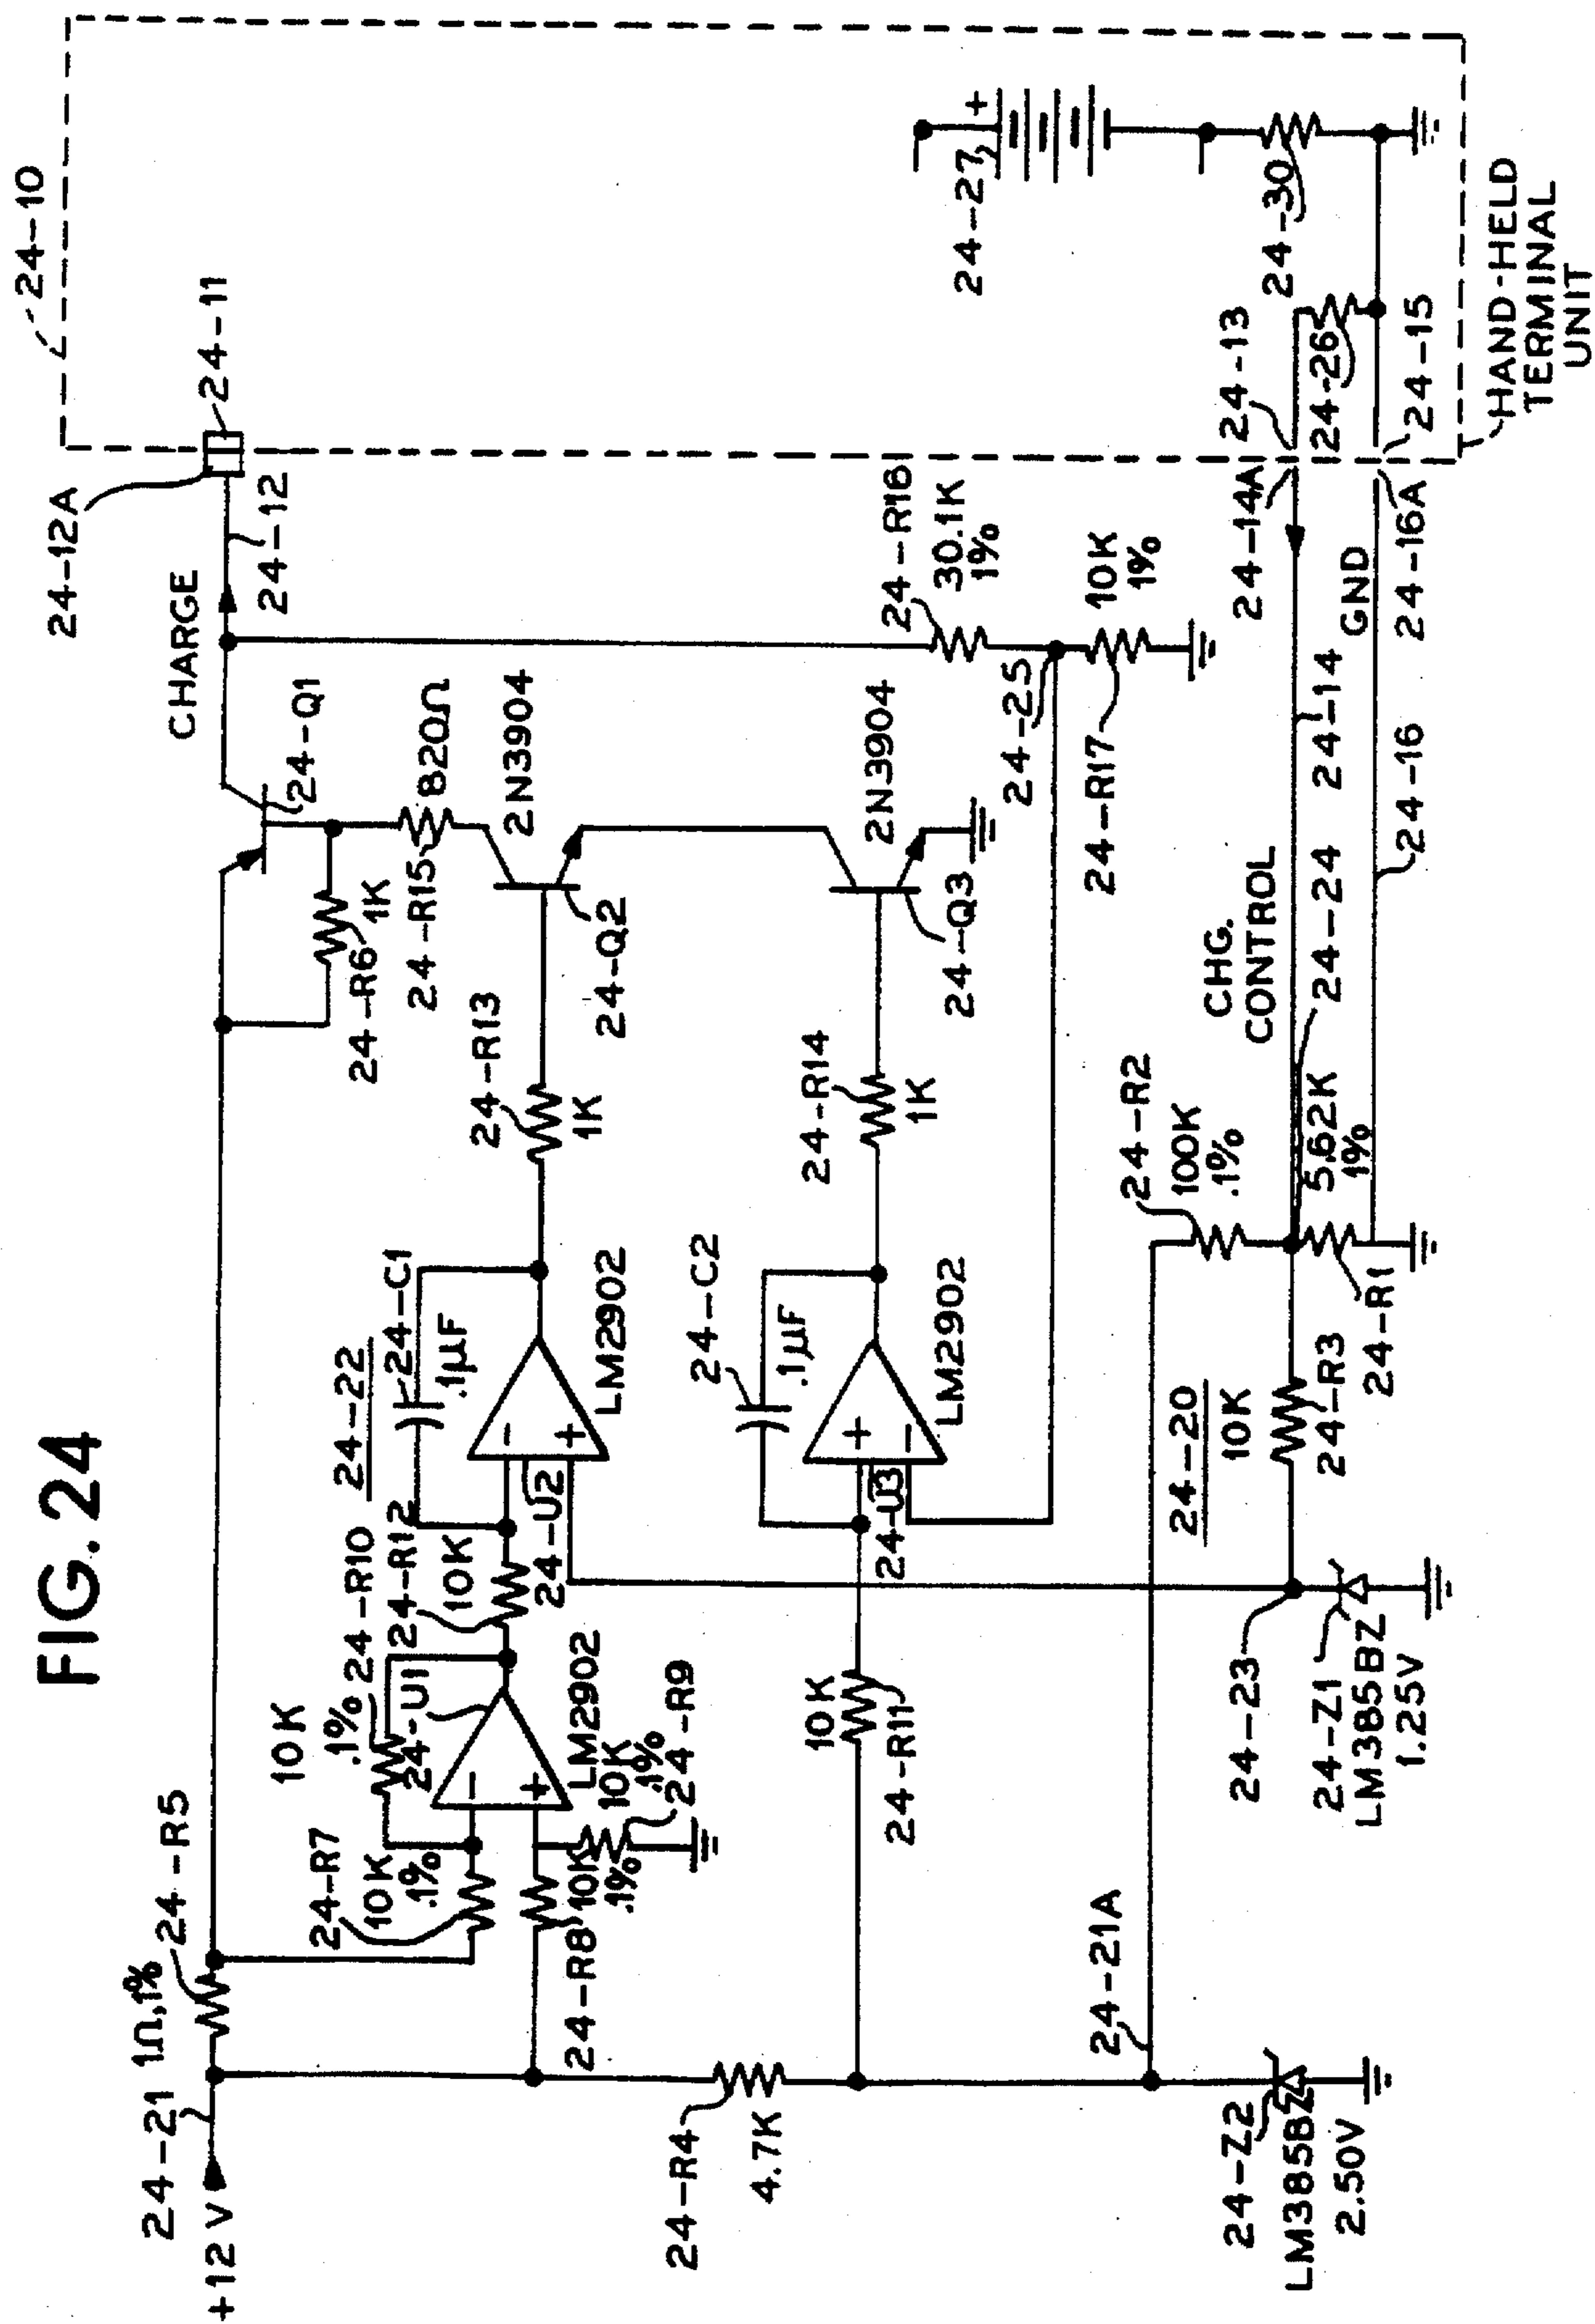 FIG. 24
24-10
24-11
24-12A
24-12
CHARGE
24-Q1
24-R6
1K
24-R15
820Ω
2N3904
24-Q2
24-R13
1K
24-22
24-C1
.1µF
LM2902
24-U2
24-R12
10K
24-R10
10K
.1%
24-U1
LM2902
10K
.1%
24-R9
24-R7
10K
.1%
24-R8
10K
.1%
24-R5
1Ω,1%
24-21
+12V
24-R4
4.7K
24-C2
.1µF
LM2902
24-U3
10K
24-R11
24-R14
1K
2N3904
24-Q3
24-R16
30.1K
1%
24-25
10K
1%
24-R17
24-27
+
24-30
24-26
24-13
24-15
HAND-HELD
TERMINAL
UNIT
24-14A
24-16A
GND
24-14
24-16
CHG.
CONTROL
24-24
24-R2
100K
.1%
5.62K
1%
24-R1
24-20
10K
24-R3
24-23
24-Z1
LM385BZ
1.25V
24-21A
24-Z2
LM385BZ
2.50V